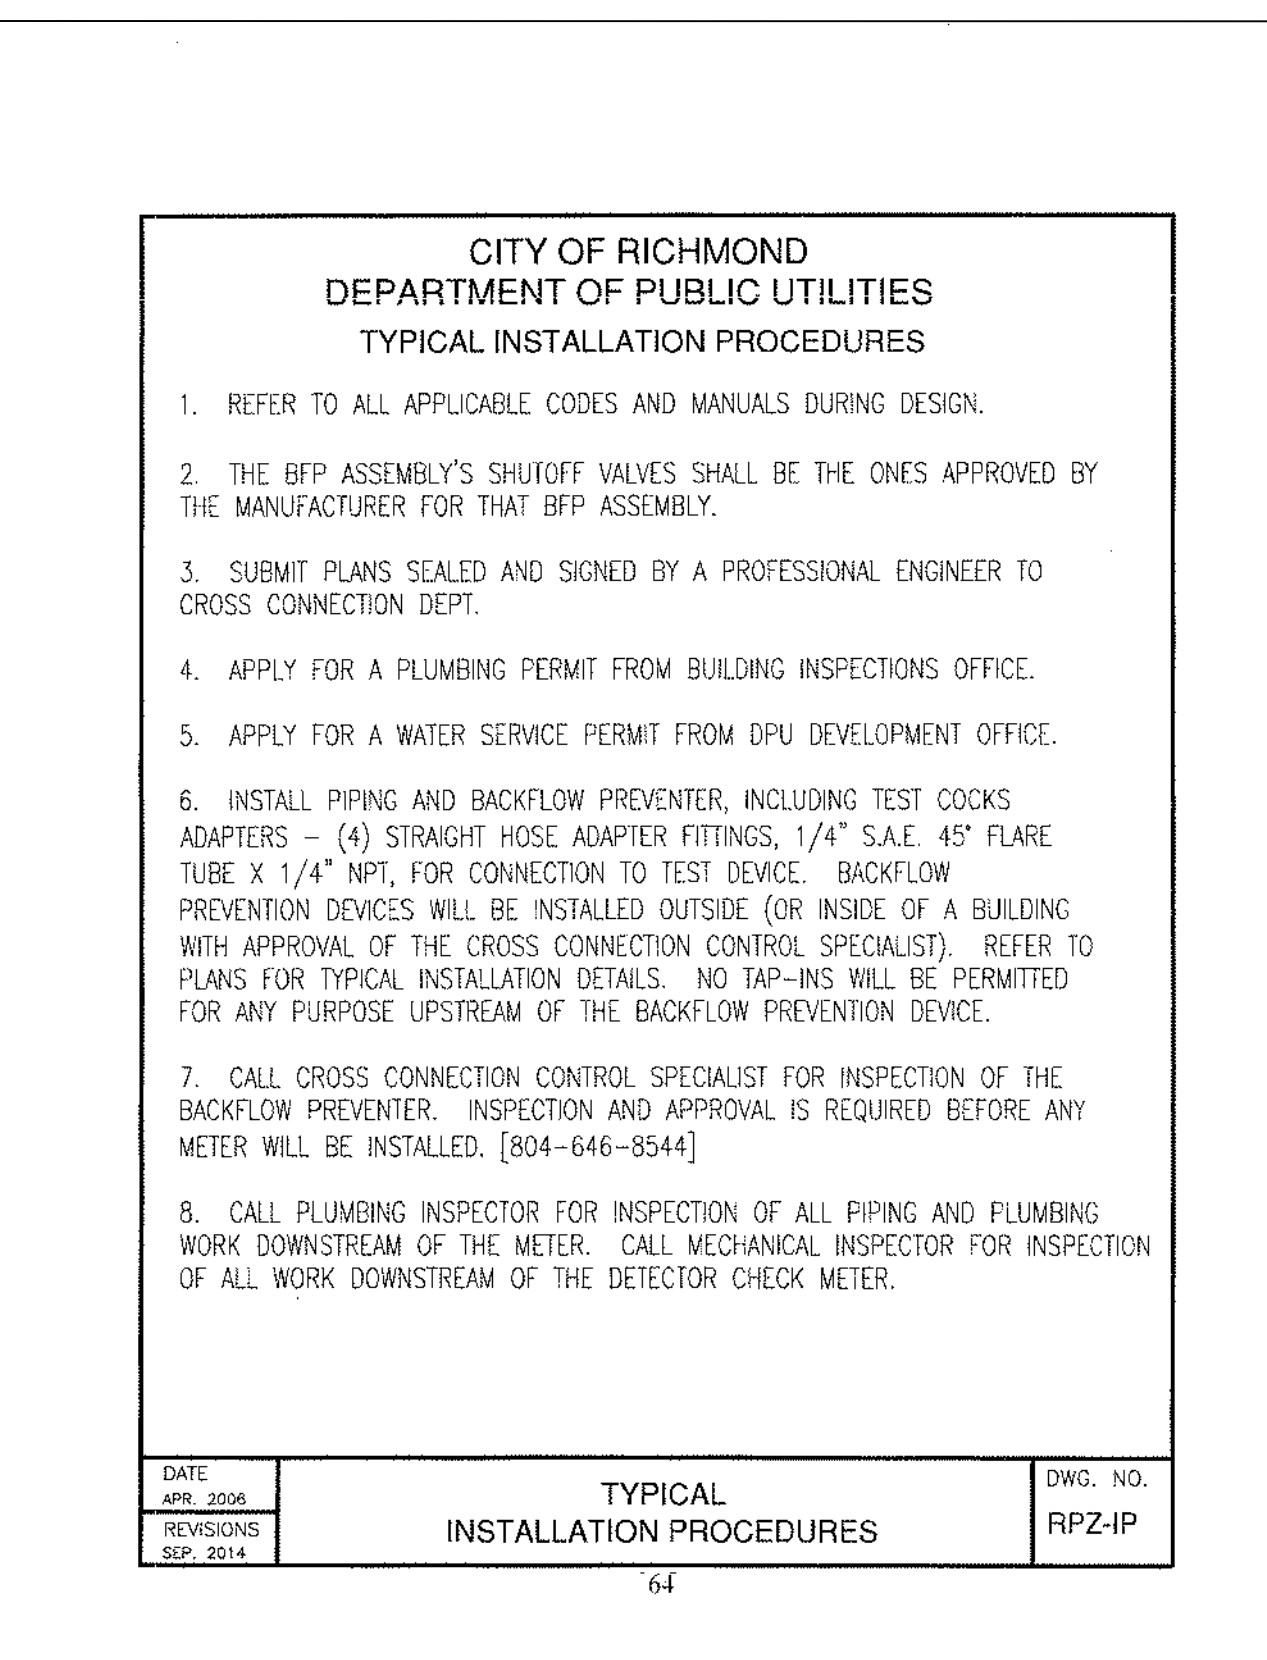 CITY OF RICHMOND
DEPARTMENT OF PUBLIC UTILITIES
TYPICAL INSTALLATION PROCEDURES
1. REFER TO ALL APPLICABLE CODES AND MANUALS DURING DESIGN.
2. THE BFP ASSEMBLY'S SHUTOFF VALVES SHALL BE THE ONES APPROVED BY
THE MANUFACTURER FOR THAT BFP ASSEMBLY.
3. SUBMIT PLANS SEALED AND SIGNED BY A PROFESSIONAL ENGINEER TO
CROSS CONNECTION DEPT.
4. APPLY FOR A PLUMBING PERMIT FROM BUILDING INSPECTIONS OFFICE.
5. APPLY FOR A WATER SERVICE PERMIT FROM DPU DEVELOPMENT OFFICE.
6. INSTALL PIPING AND BACKFLOW PREVENTER, INCLUDING TEST COCKS
ADAPTERS – (4) STRAIGHT HOSE ADAPTER FITTINGS, 1/4" S.A.E. 45° FLARE
TUBE X 1/4" NPT, FOR CONNECTION TO TEST DEVICE. BACKFLOW
PREVENTION DEVICES WILL BE INSTALLED OUTSIDE (OR INSIDE OF A BUILDING
WITH APPROVAL OF THE CROSS CONNECTION CONTROL SPECIALIST). REFER TO
PLANS FOR TYPICAL INSTALLATION DETAILS. NO TAP–INS WILL BE PERMITTED
FOR ANY PURPOSE UPSTREAM OF THE BACKFLOW PREVENTION DEVICE.
7. CALL CROSS CONNECTION CONTROL SPECIALIST FOR INSPECTION OF THE
BACKFLOW PREVENTER. INSPECTION AND APPROVAL IS REQUIRED BEFORE ANY
METER WILL BE INSTALLED. [804–646–8544]
8. CALL PLUMBING INSPECTOR FOR INSPECTION OF ALL PIPING AND PLUMBING
WORK DOWNSTREAM OF THE METER. CALL MECHANICAL INSPECTOR FOR INSPECTION
OF ALL WORK DOWNSTREAM OF THE DETECTOR CHECK METER.
DATE
APR. 2006
REVISIONS
SEP. 2014
TYPICAL
INSTALLATION PROCEDURES
DWG. NO.
RPZ-IP
64